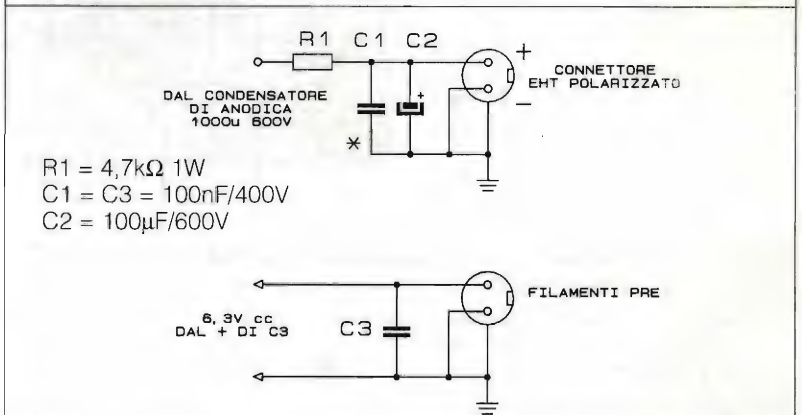 R1 C1 C2
+
CONNETTORE
EHT POLARIZZATO
−
DAL CONDENSATORE
DI ANODICA
1000u 600V
+
*
R1 = 4,7kΩ 1W
C1 = C3 = 100nF/400V
C2 = 100µF/600V
6,3V cc
DAL + DI C3
C3
FILAMENTI PRE